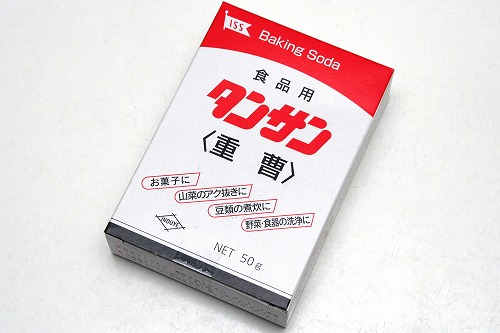 ISS
Baking Soda
食品用
タンサン
〈重曹〉
お菓子に
山菜のアク抜きに
豆類の煮炊に
野菜・食器の洗浄に
NET 50g